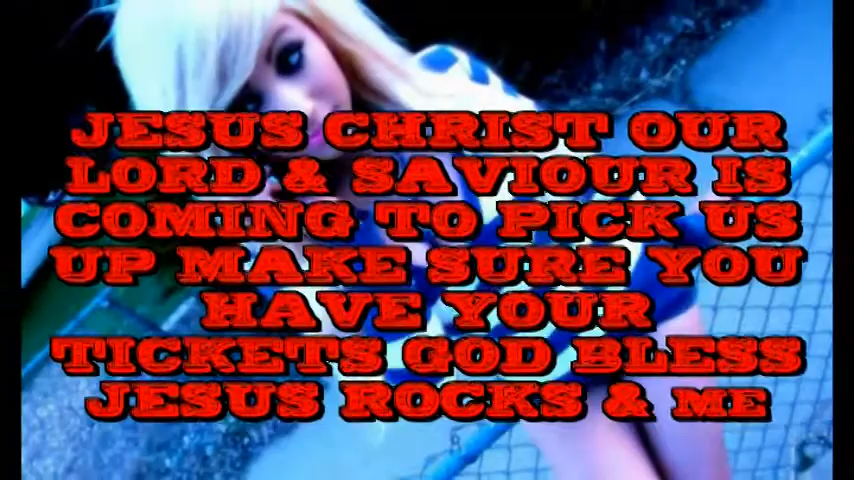 JESUS CHRIST OUR
LORD & SAVIOUR IS
COMING TO PICK US
UP MAKE SURE YOU
HAVE YOUR
TICKETS GOD BLESS
JESUS ROCKS & ME